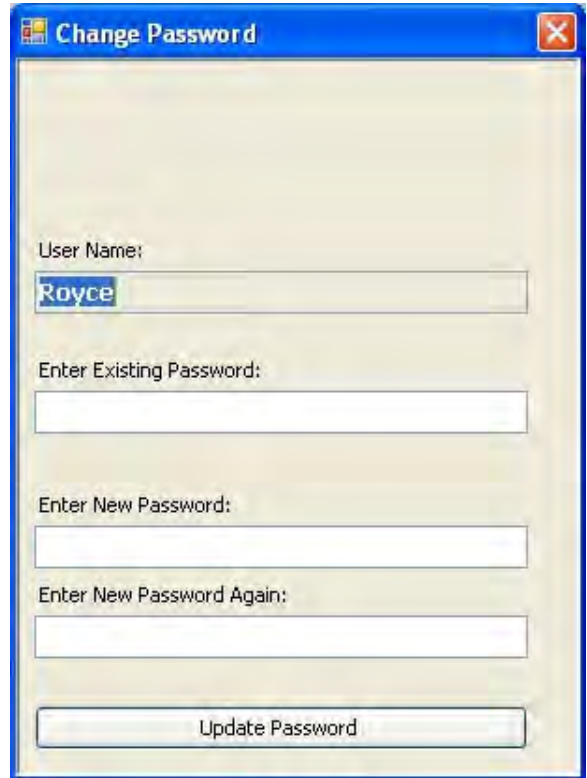 Change Password
User Name:
Royce
Enter Existing Password:
Enter New Password:
Enter New Password Again:
Update Password